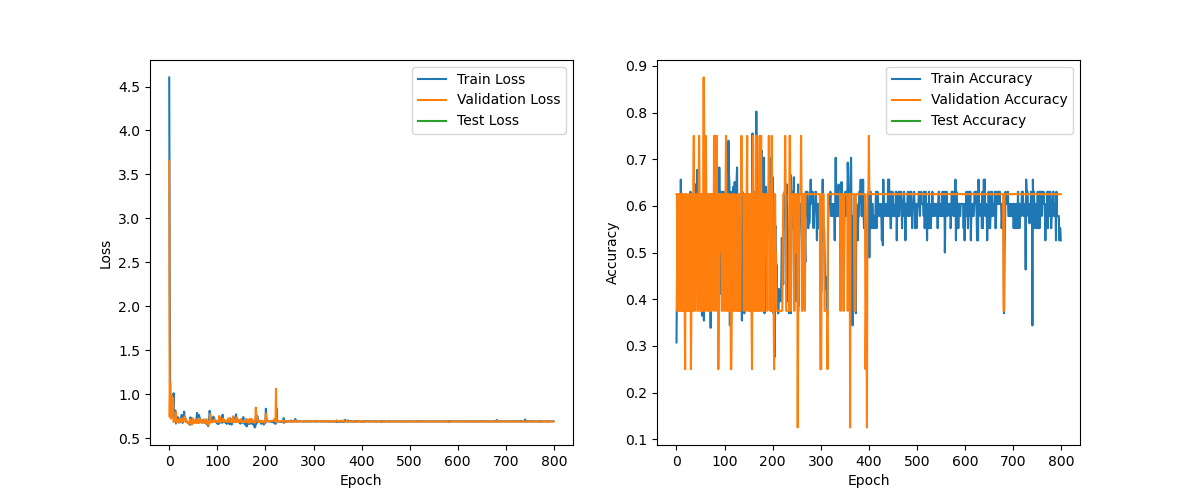 4.5
4.0
3.5
3.0
2.5
2.0
1.5
1.0
0.5
Loss
0 100 200 300 400 500 600 700 800
Epoch
Train Loss
Validation Loss
Test Loss
0.9
0.8
0.7
0.6
0.5
0.4
0.3
0.2
0.1
Accuracy
0 100 200 300 400 500 600 700 800
Epoch
Train Accuracy
Validation Accuracy
Test Accuracy